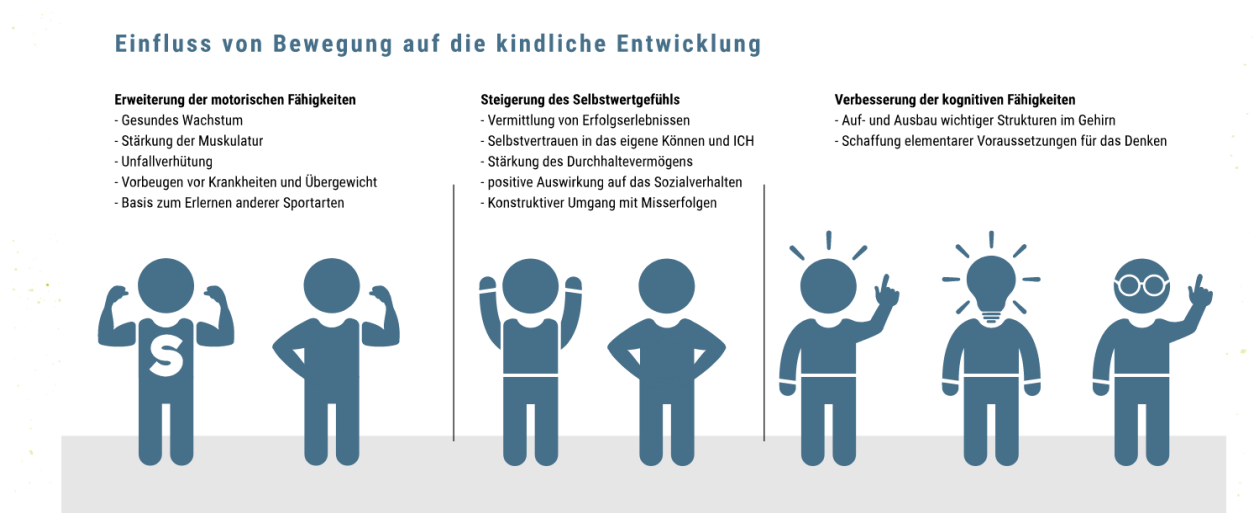 Einfluss von Bewegung auf die kindliche Entwicklung
Erweiterung der motorischen Fähigkeiten
- Gesundes Wachstum
- Stärkung der Muskulatur
- Unfallverhütung
- Vorbeugen vor Krankheiten und Übergewicht
- Basis zum Erlernen anderer Sportarten
Steigerung des Selbstwertgefühls
- Vermittlung von Erfolgserlebnissen
- Selbstvertrauen in das eigene Können und ICH
- Stärkung des Durchhaltevermögens
- positive Auswirkung auf das Sozialverhalten
- Konstruktiver Umgang mit Misserfolgen
Verbesserung der kognitiven Fähigkeiten
- Auf- und Ausbau wichtiger Strukturen im Gehirn
- Schaffung elementarer Voraussetzungen für das Denken
S